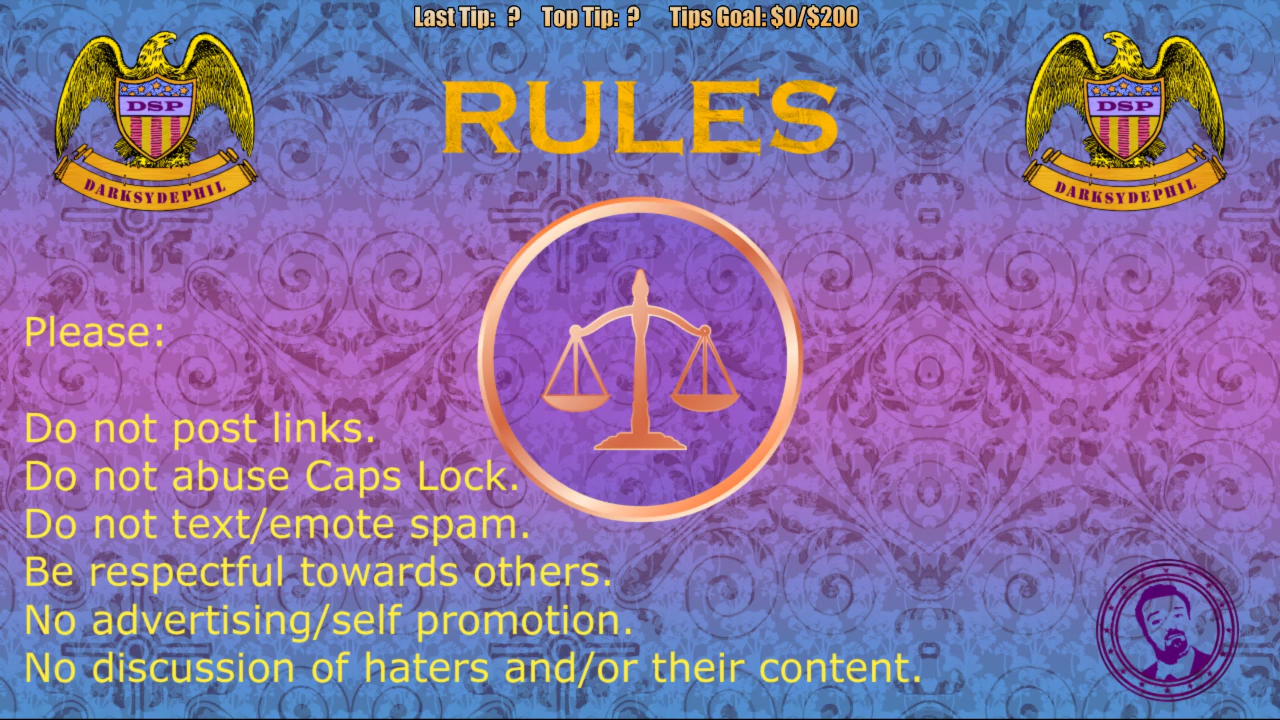 Last Tip: ? Top Tip: ? Tips Goal: $0/$200
RULES
DSP
DARKSYDEPHIL
DSP
DARKSYDEPHIL
Please:
Do not post links.
Do not abuse Caps Lock.
Do not text/emote spam.
Be respectful towards others.
No advertising/self promotion.
No discussion of haters and/or their content.